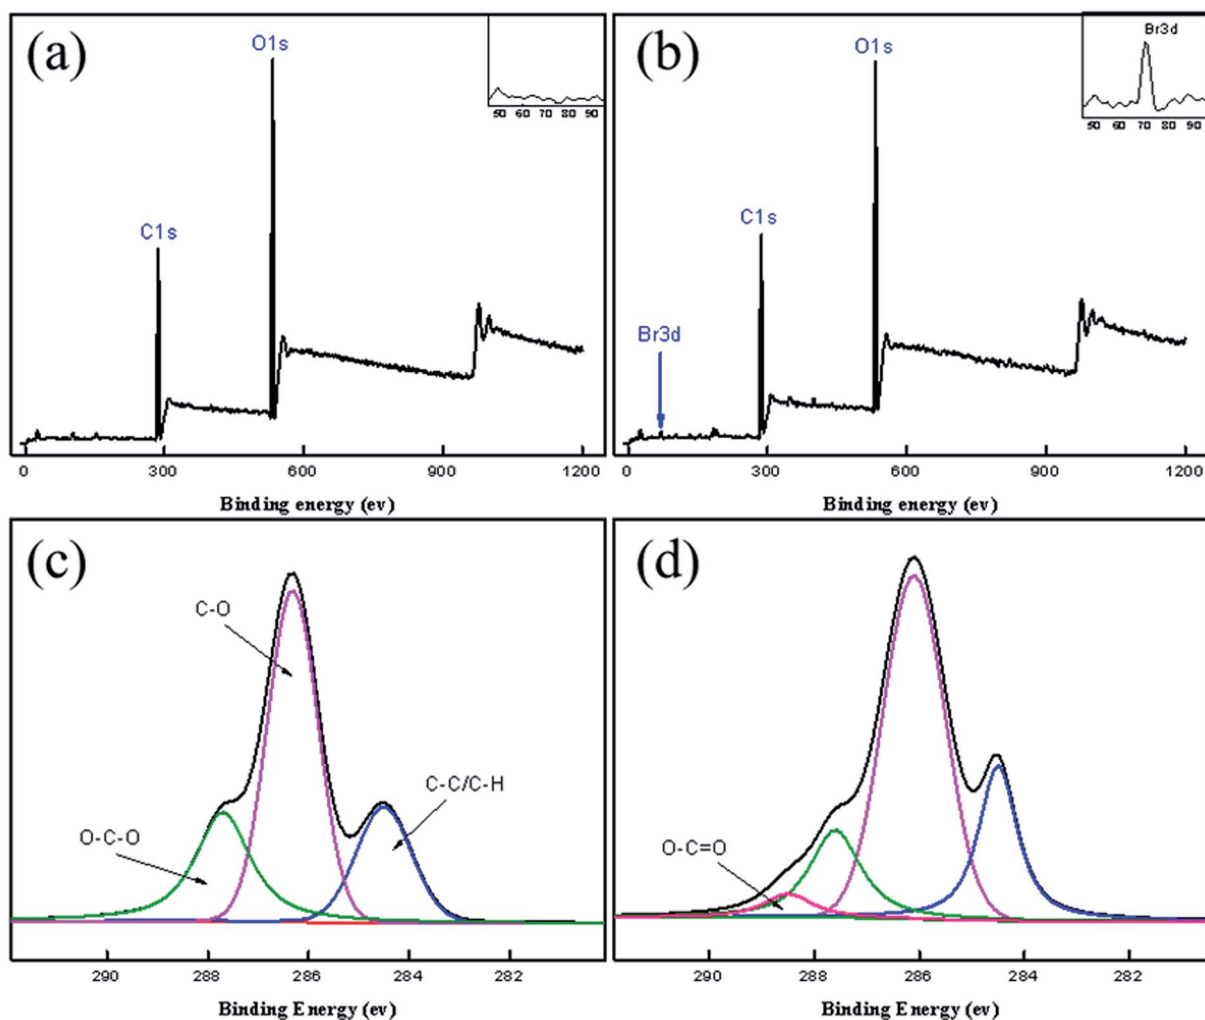 (a)
O1s
C1s
50 60 70 80 90
0 300 600 900 1200
Binding energy (ev)
(b)
O1s
C1s
Br3d
Br3d
50 60 70 80 90
0 300 600 900 1200
Binding energy (ev)
(c)
C-O
C-C/C-H
O-C-O
290 288 286 284 282
Binding Energy (ev)
(d)
O-C=O
290 288 286 284 282
Binding Energy (ev)